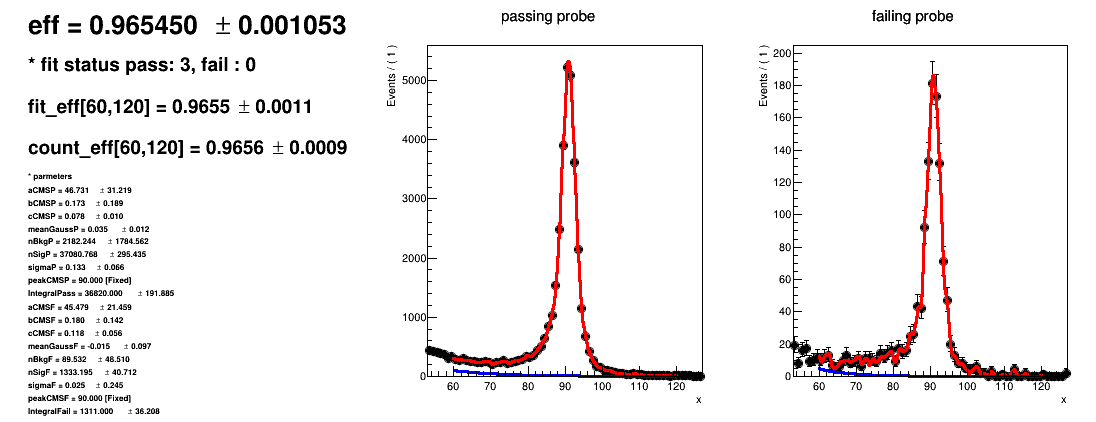 eff = 0.965450 ± 0.001053
* fit status pass: 3, fail : 0
fit_eff[60,120] = 0.9655 ± 0.0011
count_eff[60,120] = 0.9656 ± 0.0009
* parmeters
aCMSP = 46.731 ± 31.219
bCMSP = 0.173 ± 0.189
cCMSP = 0.078 ± 0.010
meanGaussP = 0.035 ± 0.012
nBkgP = 2182.244 ± 1784.562
nSigP = 37080.768 ± 295.435
sigmaP = 0.133 ± 0.066
peakCMSP = 90.000 [Fixed]
IntegralPass = 36820.000 ± 191.885
aCMSF = 45.479 ± 21.459
bCMSF = 0.180 ± 0.142
cCMSF = 0.118 ± 0.056
meanGaussF = -0.015 ± 0.097
nBkgF = 89.532 ± 48.510
nSigF = 1333.195 ± 40.712
sigmaF = 0.025 ± 0.245
peakCMSF = 90.000 [Fixed]
IntegralFail = 1311.000 ± 36.208
passing probe
Events / ( 1 )
5000
4000
3000
2000
1000
0
60 70 80 90 100 110 120
x
failing probe
Events / ( 1 )
200
180
160
140
120
100
80
60
40
20
0
60 70 80 90 100 110 120
x